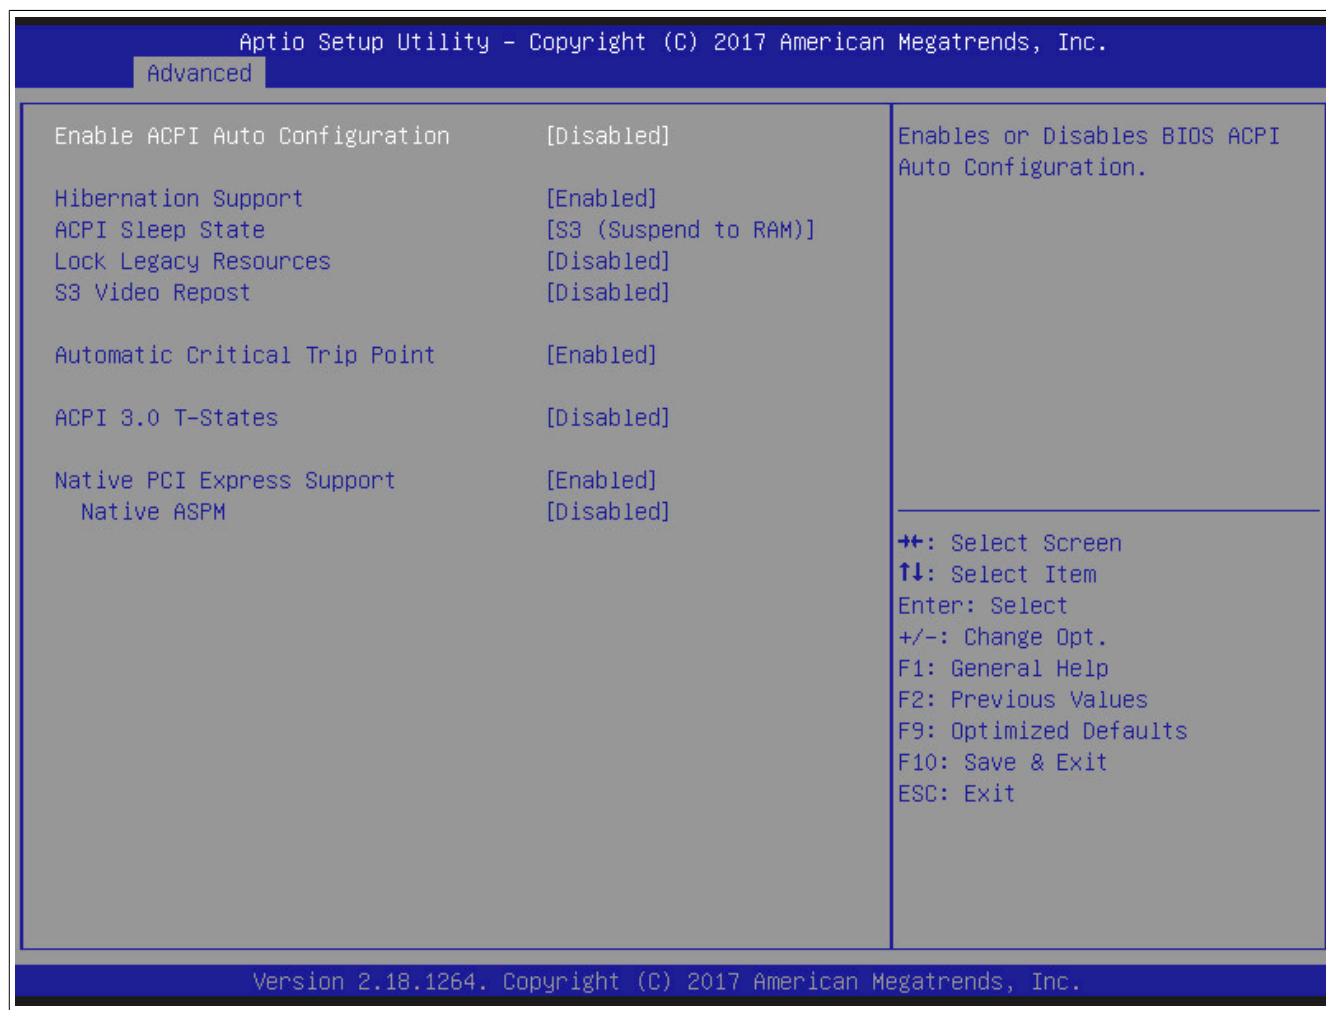 Aptio Setup Utility – Copyright (C) 2017 American Megatrends, Inc.
Advanced
Enable ACPI Auto Configuration [Disabled]
Hibernation Support [Enabled]
ACPI Sleep State [S3 (Suspend to RAM)]
Lock Legacy Resources [Disabled]
S3 Video Repost [Disabled]
Automatic Critical Trip Point [Enabled]
ACPI 3.0 T-States [Disabled]
Native PCI Express Support [Enabled]
Native ASPM [Disabled]
Enables or Disables BIOS ACPI
Auto Configuration.
→←: Select Screen
↑↓: Select Item
Enter: Select
+/-: Change Opt.
F1: General Help
F2: Previous Values
F9: Optimized Defaults
F10: Save & Exit
ESC: Exit
Version 2.18.1264. Copyright (C) 2017 American Megatrends, Inc.